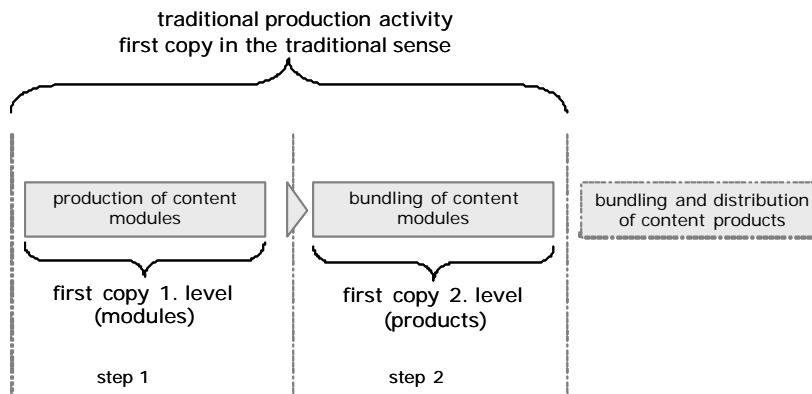 traditional production activity
first copy in the traditional sense
production of content
modules
bundling of content
modules
bundling and distribution
of content products
first copy 1. level
(modules)
first copy 2. level
(products)
step 1
step 2